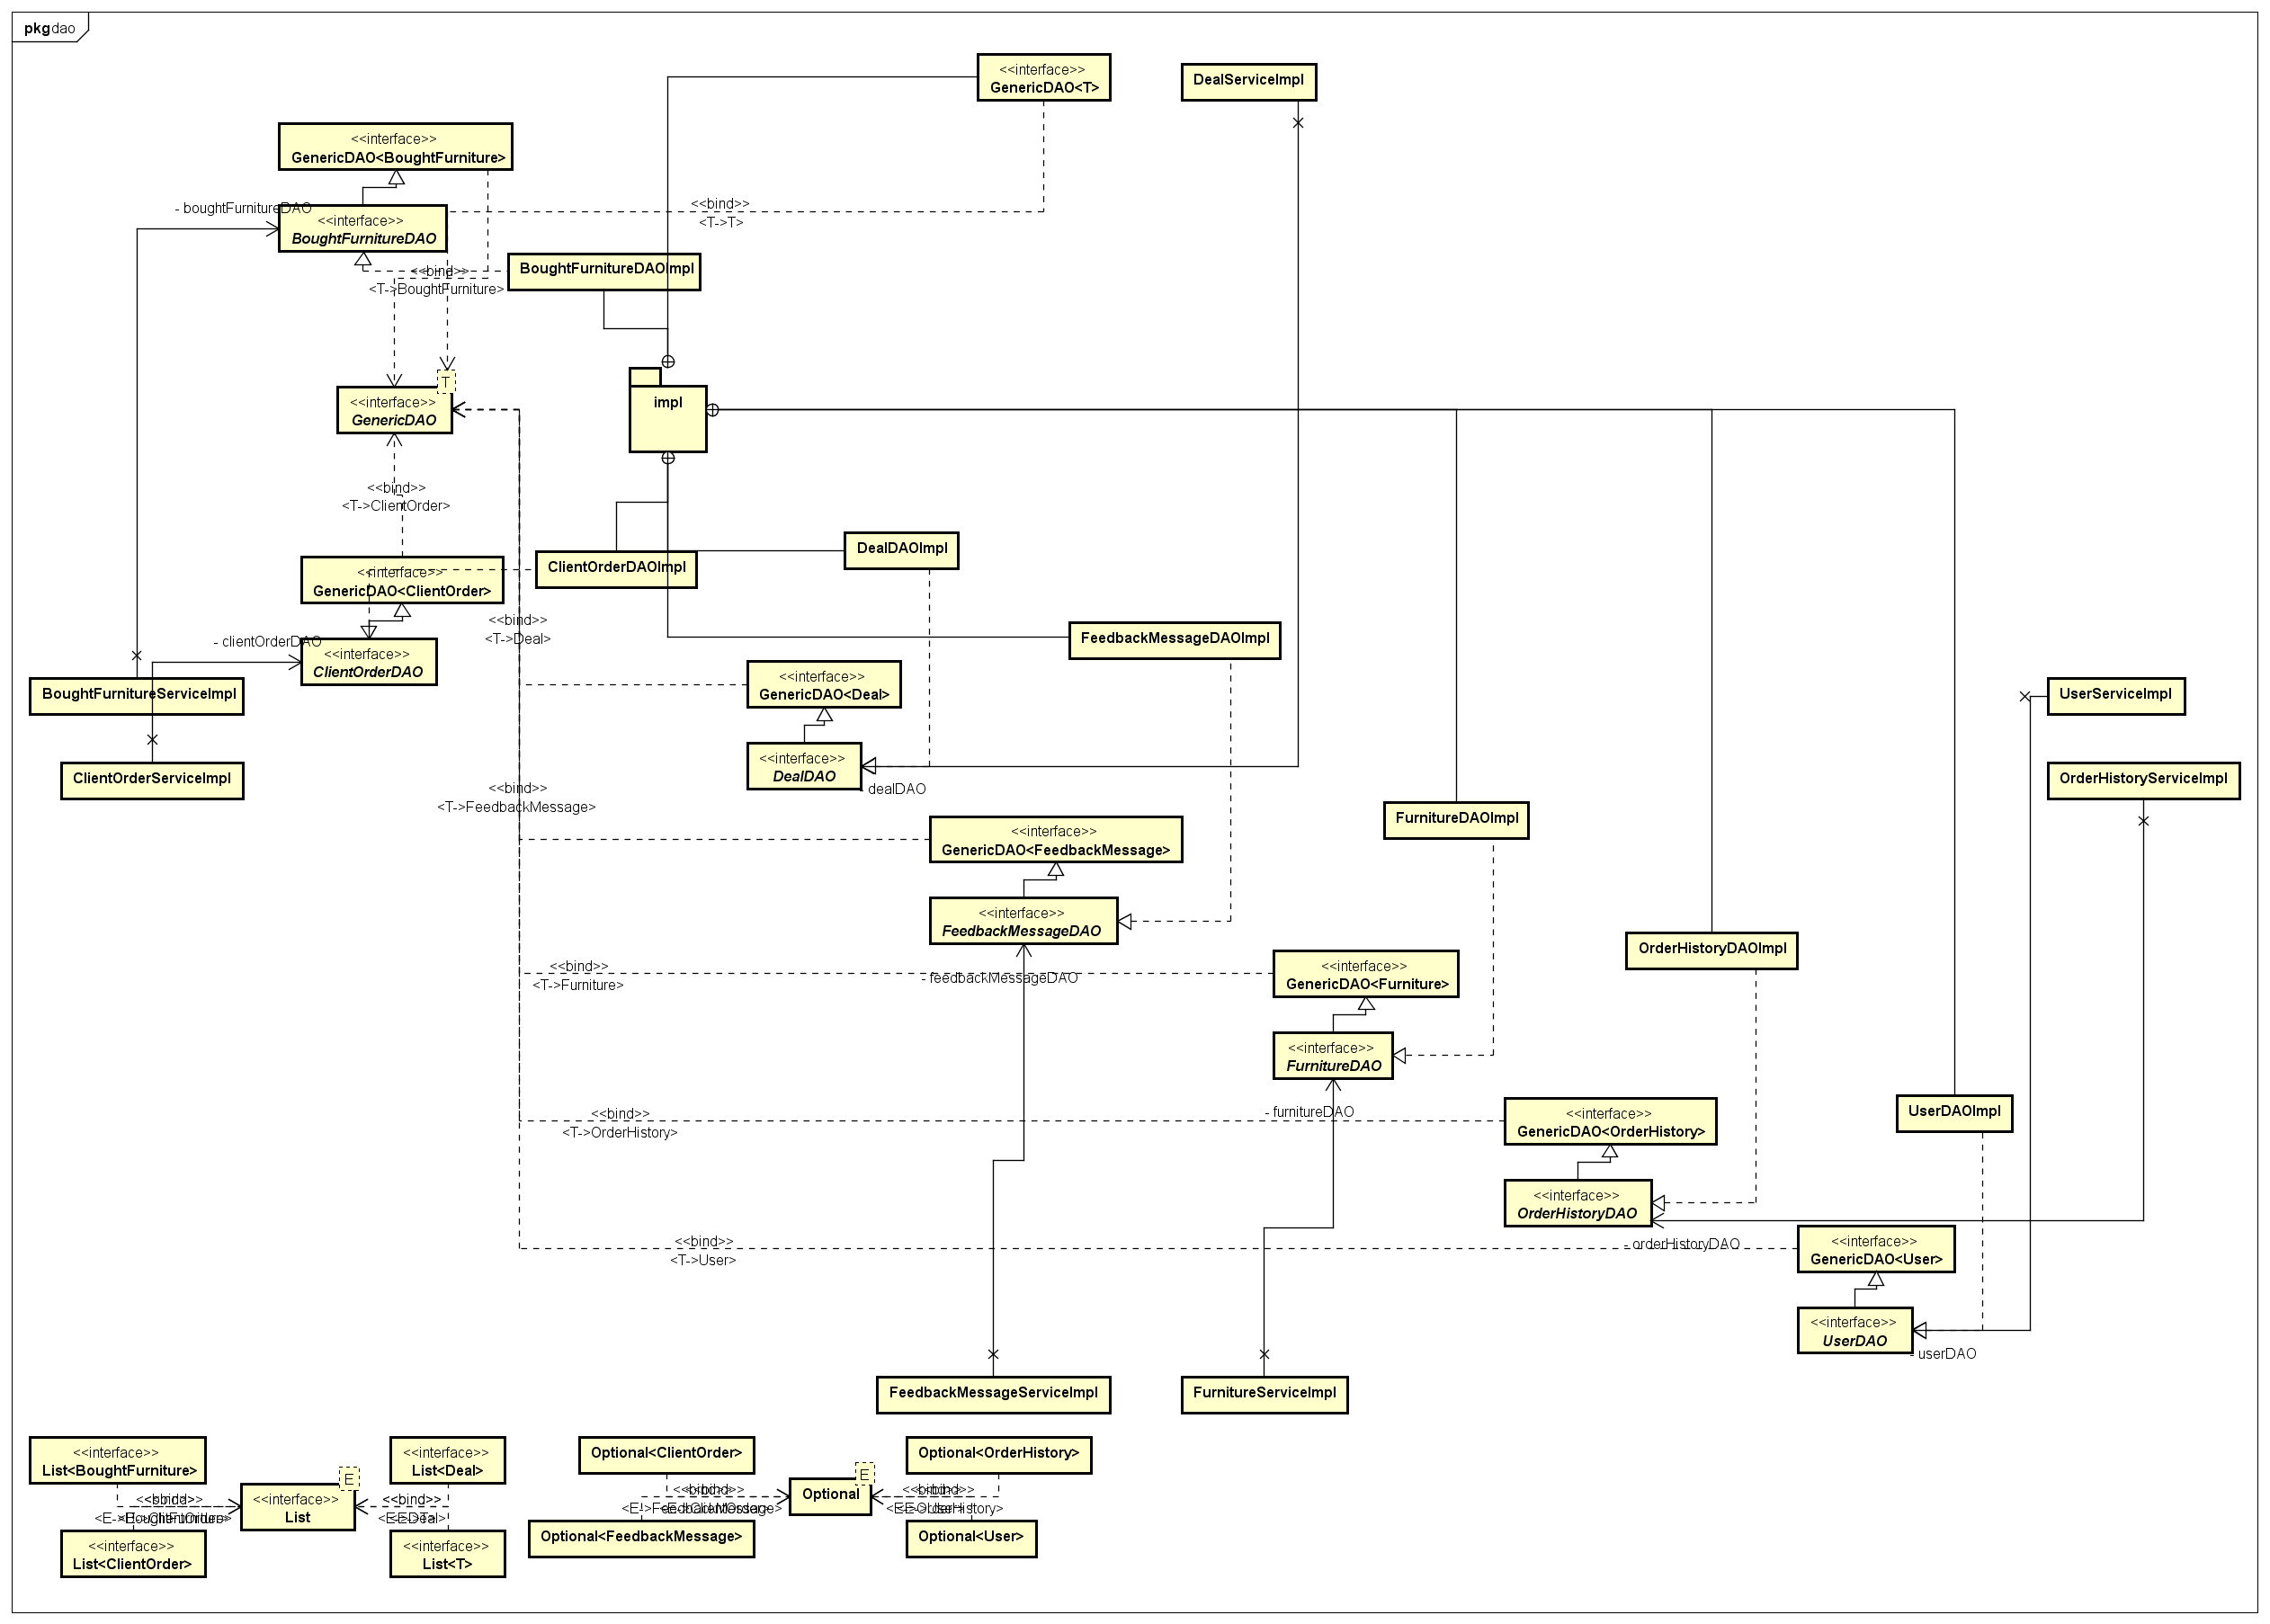 pkg dao
<<interface>>
GenericDAO<T>
DealServiceImpl
<<interface>>
GenericDAO<BoughtFurniture>
- boughtFurnitureDAO
<<interface>>
BoughtFurnitureDAO
<<bind>>
<T->T>
<<bind>>
<T->BoughtFurniture>
BoughtFurnitureDAOImpl
T
<<interface>>
GenericDAO
impl
<<bind>>
<T->ClientOrder>
<<interface>>
GenericDAO<ClientOrder>
ClientOrderDAOImpl
DealDAOImpl
<<bind>>
<T->Deal>
- clientOrderDAO
<<interface>>
ClientOrderDAO
FeedbackMessageDAOImpl
BoughtFurnitureServiceImpl
<<interface>>
GenericDAO<Deal>
UserServiceImpl
ClientOrderServiceImpl
<<interface>>
DealDAO
- dealDAO
OrderHistoryServiceImpl
<<bind>>
<T->FeedbackMessage>
<<interface>>
GenericDAO<FeedbackMessage>
FurnitureDAOImpl
<<interface>>
FeedbackMessageDAO
- feedbackMessageDAO
OrderHistoryDAOImpl
<<bind>>
<T->Furniture>
<<interface>>
GenericDAO<Furniture>
<<interface>>
FurnitureDAO
- furnitureDAO
<<bind>>
<T->OrderHistory>
<<interface>>
GenericDAO<OrderHistory>
UserDAOImpl
<<interface>>
OrderHistoryDAO
- orderHistoryDAO
<<bind>>
<T->User>
<<interface>>
GenericDAO<User>
<<interface>>
UserDAO
- userDAO
FeedbackMessageServiceImpl
FurnitureServiceImpl
<<interface>>
List<BoughtFurniture>
<<interface>>
List<Deal>
E
<<interface>>
List
<<interface>>
List<ClientOrder>
<<interface>>
List<T>
Optional<ClientOrder>
Optional<OrderHistory>
E
Optional
Optional<FeedbackMessage>
Optional<User>